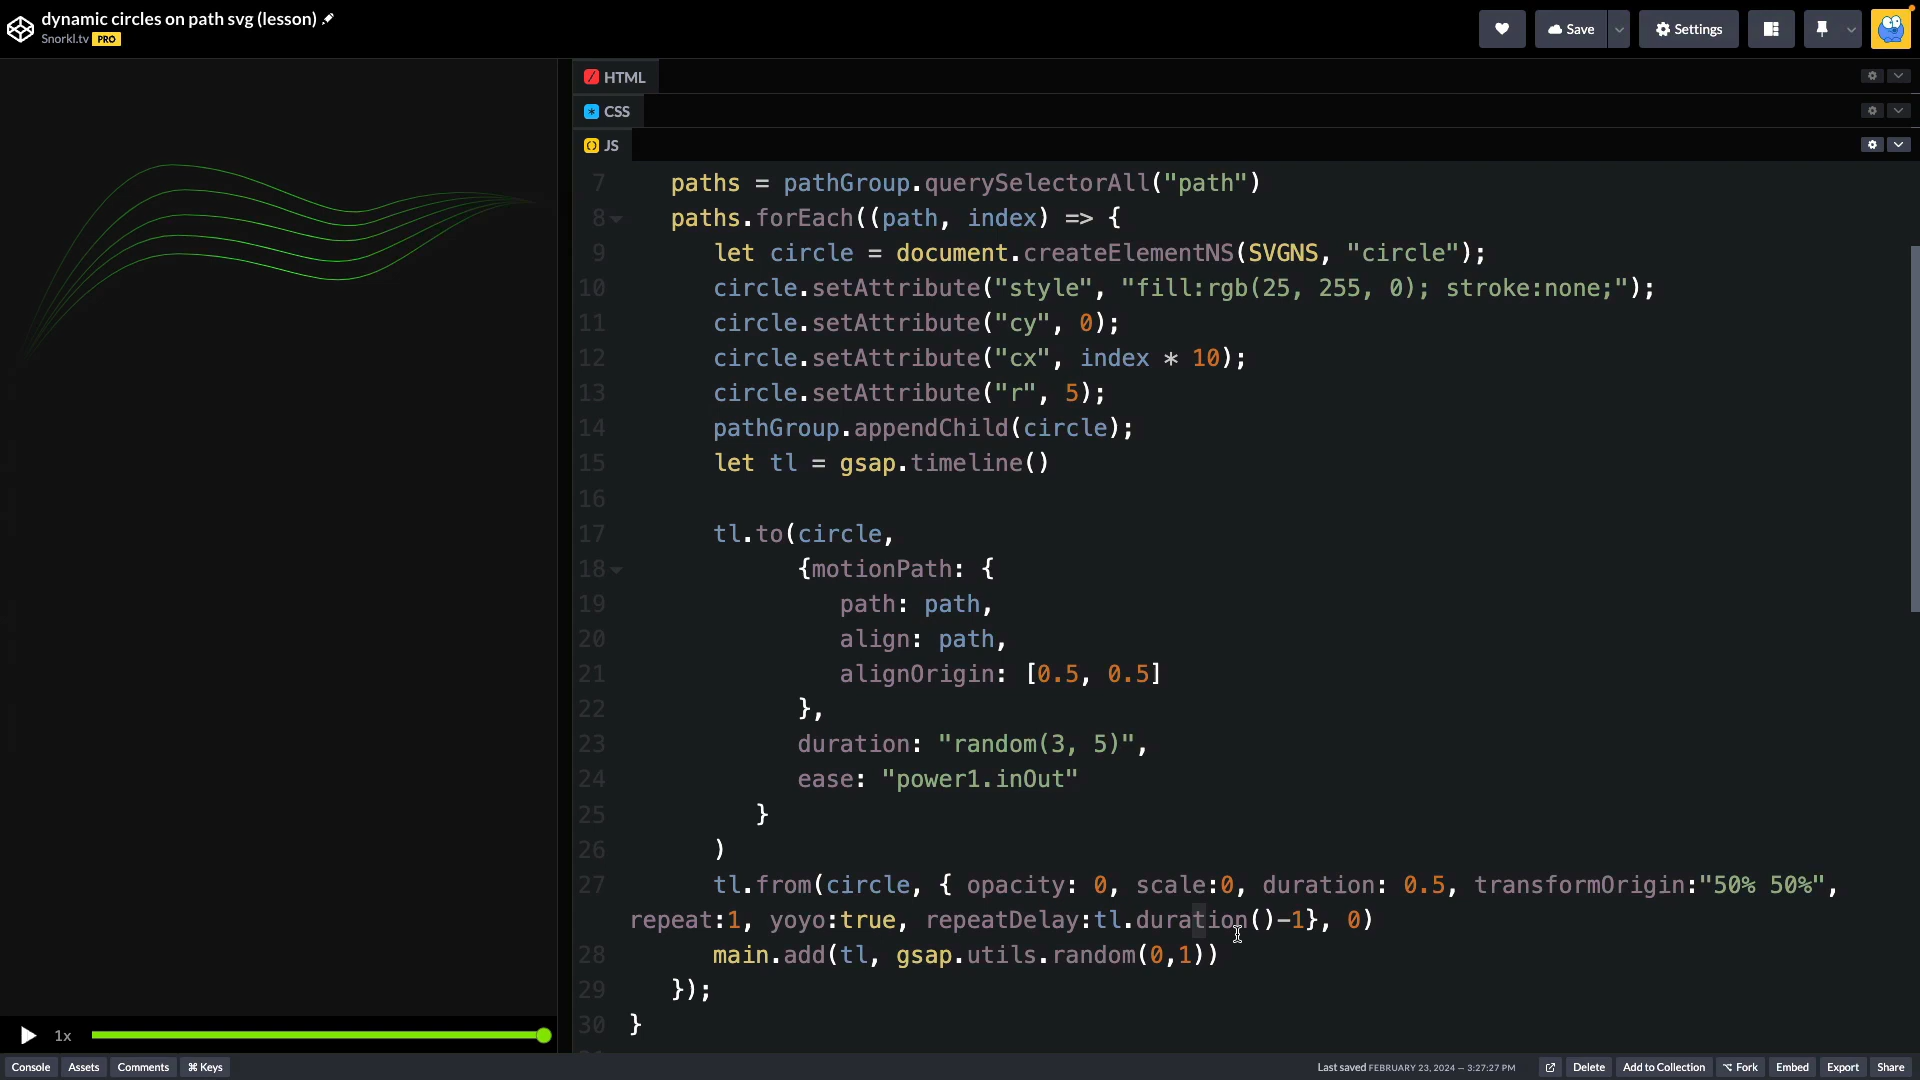 dynamic circles on path svg (lesson)
Snorkl.tv PRO
Save
Settings
HTML
CSS
JS
7 paths = pathGroup.querySelectorAll("path")
8 paths.forEach((path, index) => {
9 let circle = document.createElementNS(SVGNS, "circle");
10 circle.setAttribute("style", "fill:rgb(25, 255, 0); stroke:none;");
11 circle.setAttribute("cy", 0);
12 circle.setAttribute("cx", index * 10);
13 circle.setAttribute("r", 5);
14 pathGroup.appendChild(circle);
15 let tl = gsap.timeline()
16
17 tl.to(circle,
18 {motionPath: {
19 path: path,
20 align: path,
21 alignOrigin: [0.5, 0.5]
22 },
23 duration: "random(3, 5)",
24 ease: "power1.inOut"
25 }
26 )
27 tl.from(circle, { opacity: 0, scale:0, duration: 0.5, transformOrigin:"50% 50%",
repeat:1, yoyo:true, repeatDelay:tl.duration()-1}, 0)
28 main.add(tl, gsap.utils.random(0,1))
29 });
30 }
1x
Console Assets Comments ⌘ Keys
Last saved FEBRUARY 23, 2024 — 3:27:27 PM
Delete Add to Collection Fork Embed Export Share